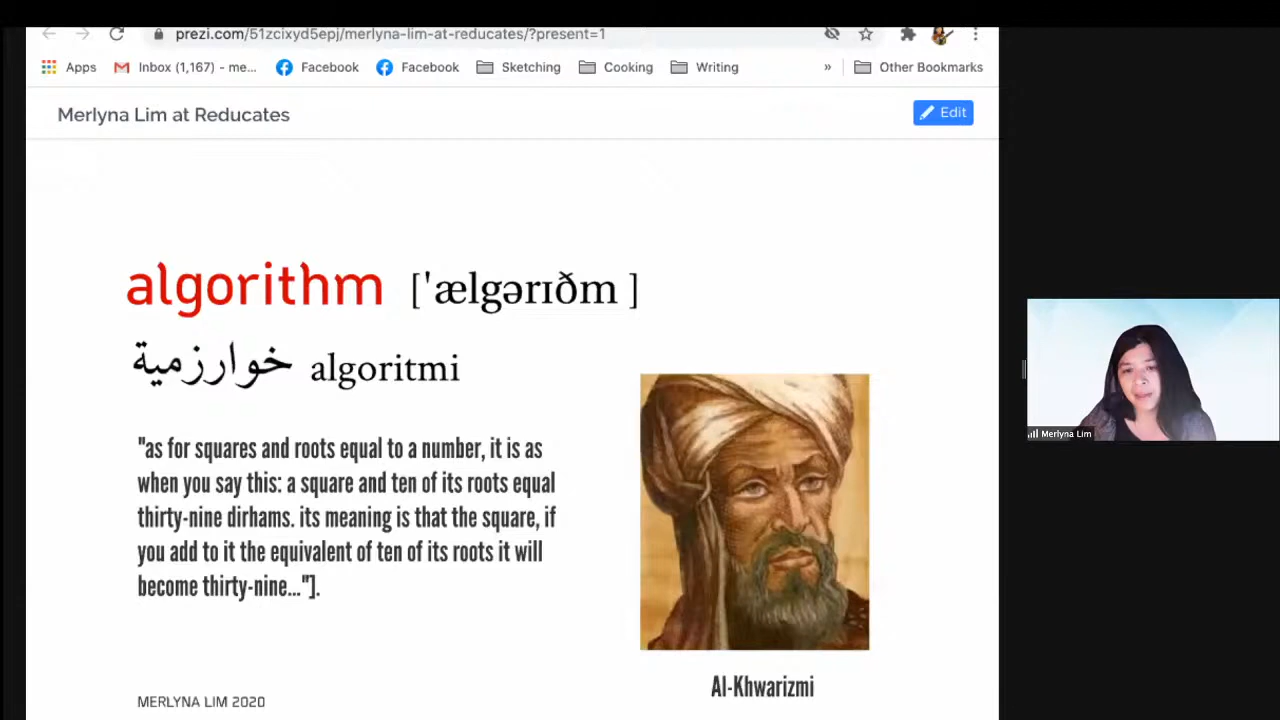 prezi.com/51zcixyd5epj/merlyna-lim-at-reducates/?present=1
Apps Inbox (1,167) - me... Facebook Facebook Sketching Cooking Writing » Other Bookmarks
Merlyna Lim at Reducates Edit
algorithm [ˈælgərɪðm ]
خوارزمية algoritmi
"as for squares and roots equal to a number, it is as
when you say this: a square and ten of its roots equal
thirty-nine dirhams. its meaning is that the square, if
you add to it the equivalent of ten of its roots it will
become thirty-nine..."].
Al-Khwarizmi
MERLYNA LIM 2020
Merlyna Lim